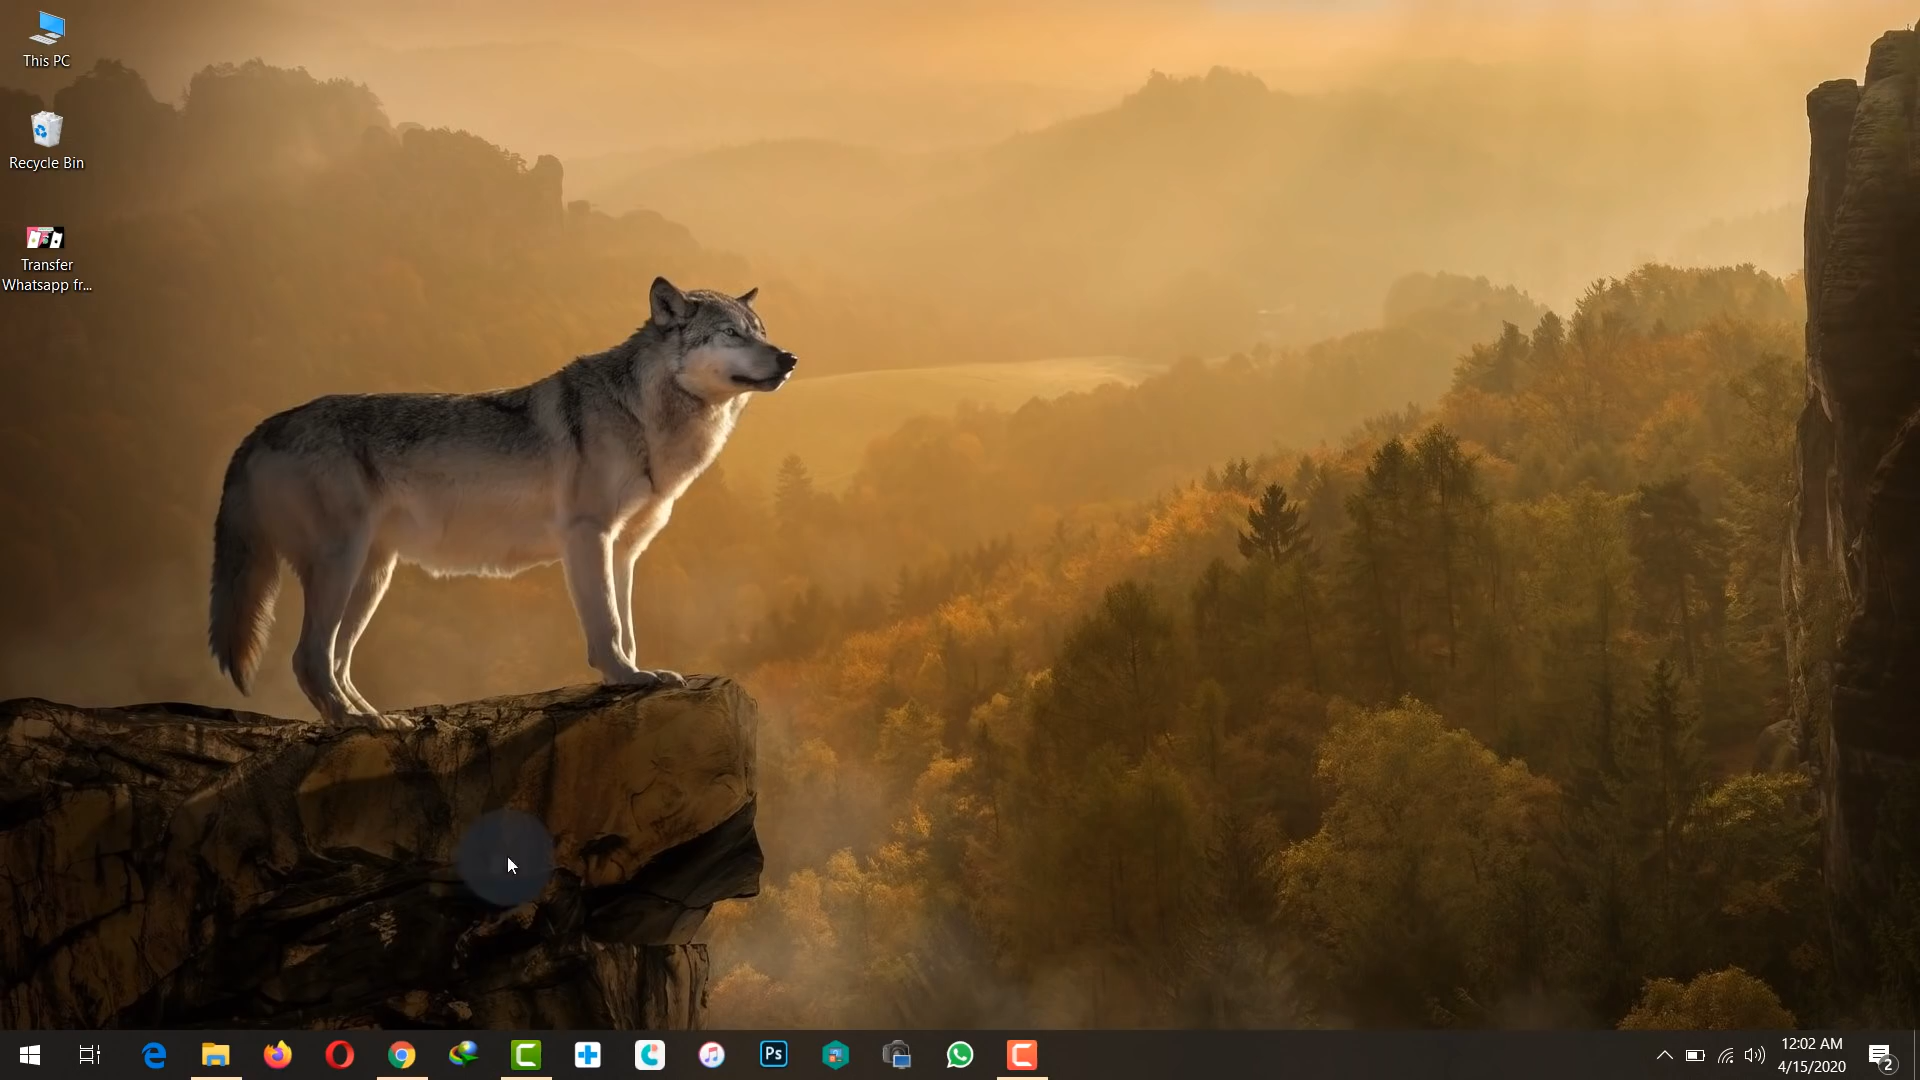 This PC
Recycle Bin
Transfer
Whatsapp fr...
Ps
12:02 AM
4/15/2020
2